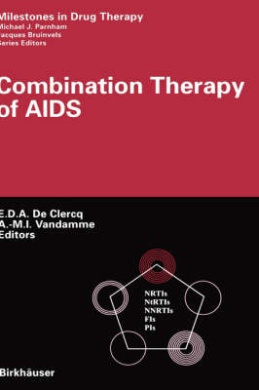 Milestones in Drug Therapy
Michael J. Parnham
Jacques Bruinvels
Series Editors
Combination Therapy
of AIDS
E.D.A. De Clercq
A.-M.I. Vandamme
Editors
NRTIs
NtRTIs
NNRTIs
FIs
PIs
Birkhäuser